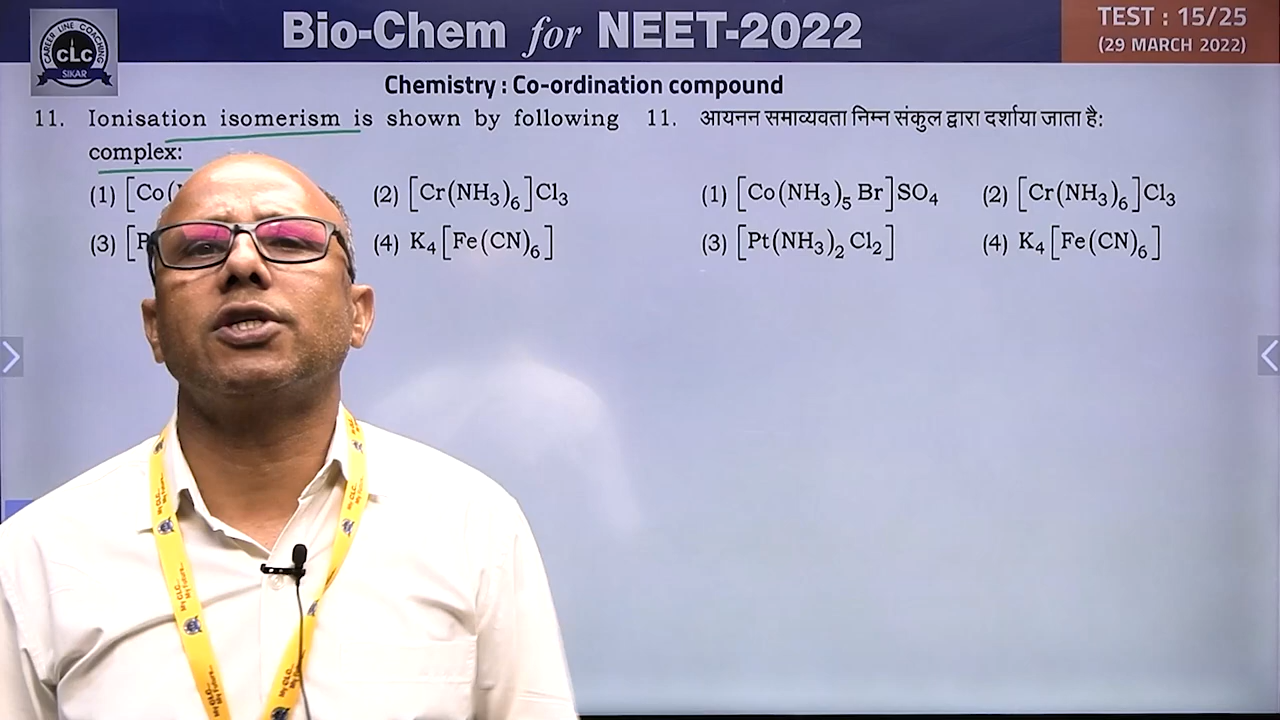 CAREER LINE COACHING
CLC
SIKAR
Bio-Chem for NEET-2022
TEST : 15/25
(29 MARCH 2022)
Chemistry : Co-ordination compound
11. Ionisation isomerism is shown by following
complex:
(1) [Co(
(2) [Cr(NH₃)₆]Cl₃
(3) [P
(4) K₄[Fe(CN)₆]
11. आयनन समाव्यवता निम्न संकुल द्वारा दर्शाया जाता है:
(1) [Co(NH₃)₅ Br]SO₄
(2) [Cr(NH₃)₆]Cl₃
(3) [Pt(NH₃)₂ Cl₂]
(4) K₄[Fe(CN)₆]